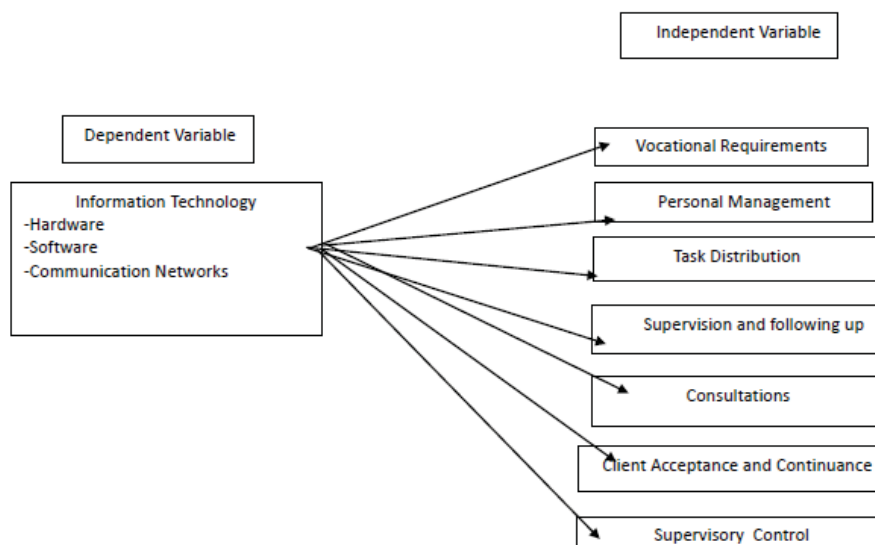 Independent Variable
Dependent Variable
Information Technology
-Hardware
-Software
-Communication Networks
Vocational Requirements
Personal Management
Task Distribution
Supervision and following up
Consultations
Client Acceptance and Continuance
Supervisory Control